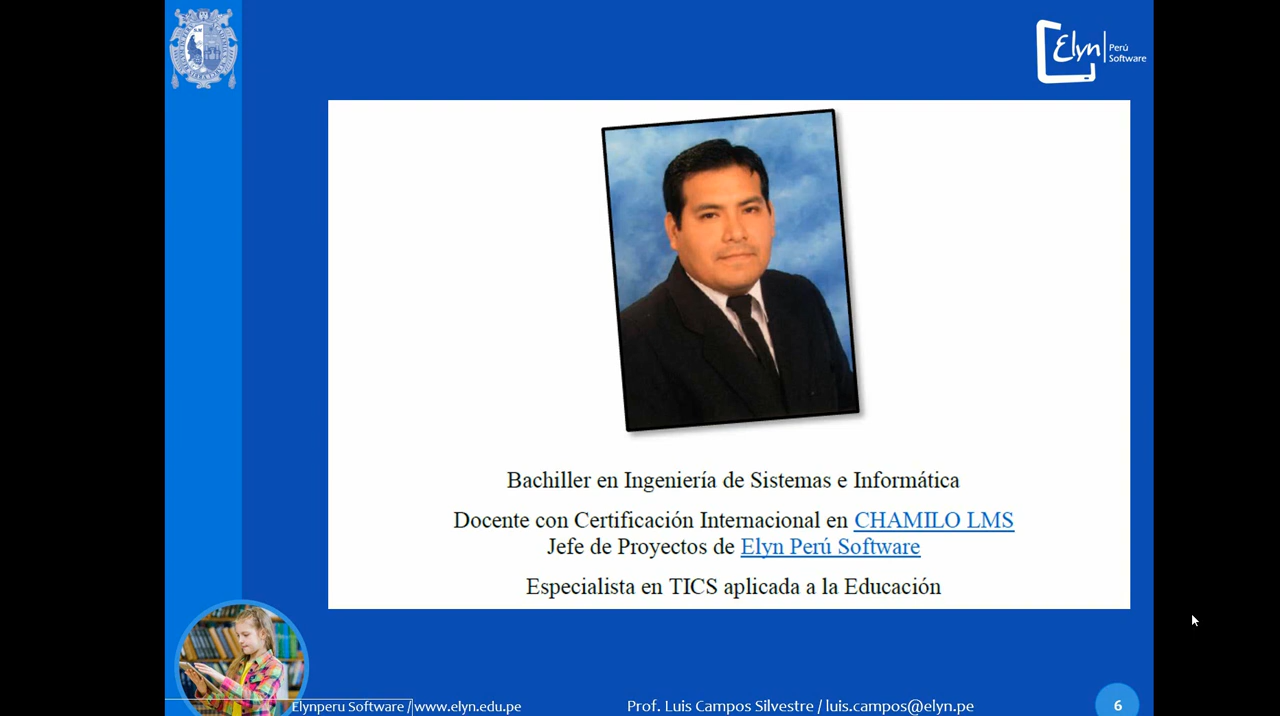 Elyn
Perú
Software
Bachiller en Ingeniería de Sistemas e Informática
Docente con Certificación Internacional en CHAMILO LMS
Jefe de Proyectos de Elyn Perú Software
Especialista en TICS aplicada a la Educación
Elynperu Software / www.elyn.edu.pe
Prof. Luis Campos Silvestre / luis.campos@elyn.pe
6